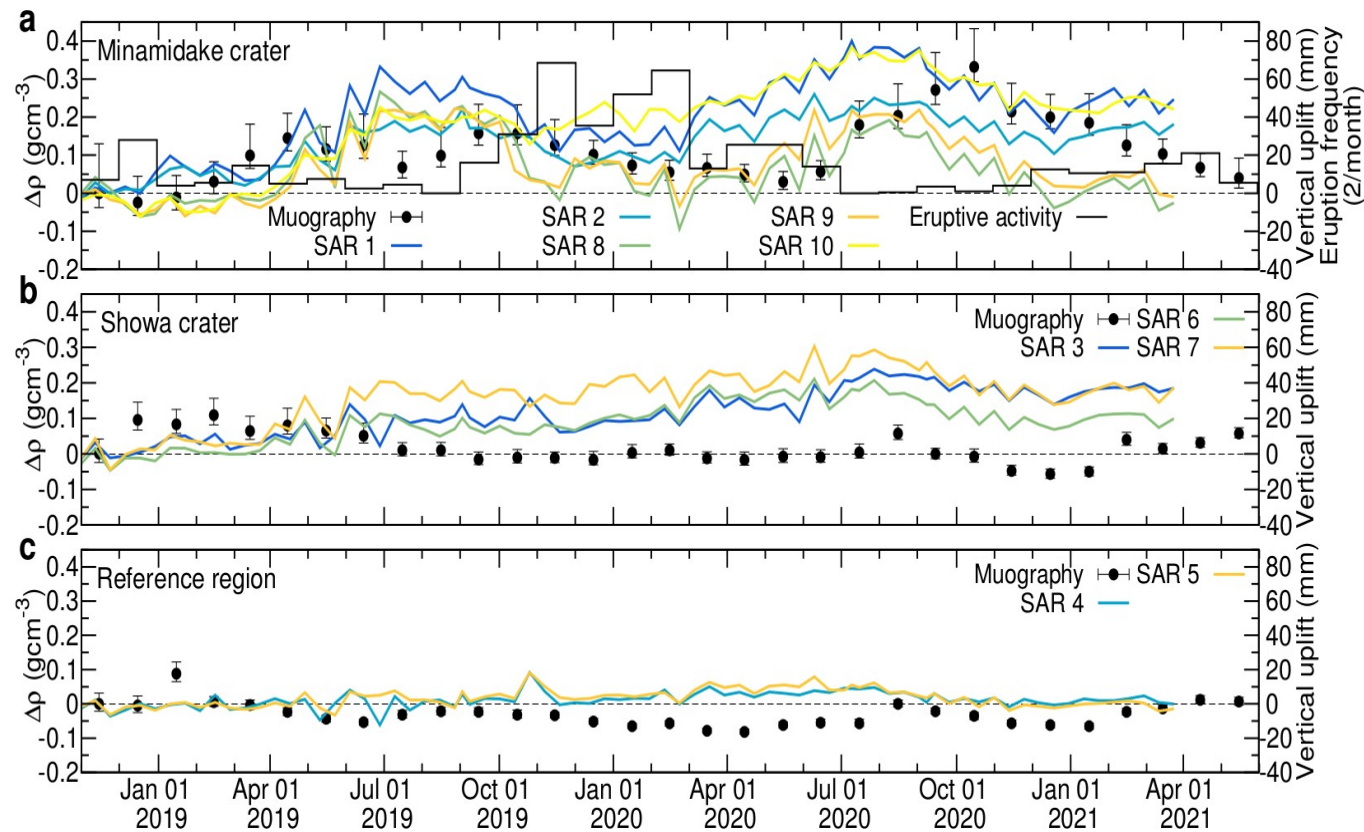 a
Minamidake crater
Δρ (gcm⁻³)
0.4
0.3
0.2
0.1
0
-0.1
-0.2
Muography
SAR 1
SAR 2
SAR 8
SAR 9
SAR 10
Eruptive activity
80
60
40
20
0
-20
-40
Vertical uplift (mm)
Eruption frequency
(2/month)
b
Showa crater
Δρ (gcm⁻³)
0.4
0.3
0.2
0.1
0
-0.1
-0.2
Muography SAR 6
SAR 3 SAR 7
80
60
40
20
0
-20
-40
Vertical uplift (mm)
c
Reference region
Δρ (gcm⁻³)
0.4
0.3
0.2
0.1
0
-0.1
-0.2
Muography SAR 5
SAR 4
80
60
40
20
0
-20
-40
Vertical uplift (mm)
Jan 01 Apr 01 Jul 01 Oct 01 Jan 01 Apr 01 Jul 01 Oct 01 Jan 01 Apr 01
2019 2019 2019 2019 2020 2020 2020 2020 2021 2021